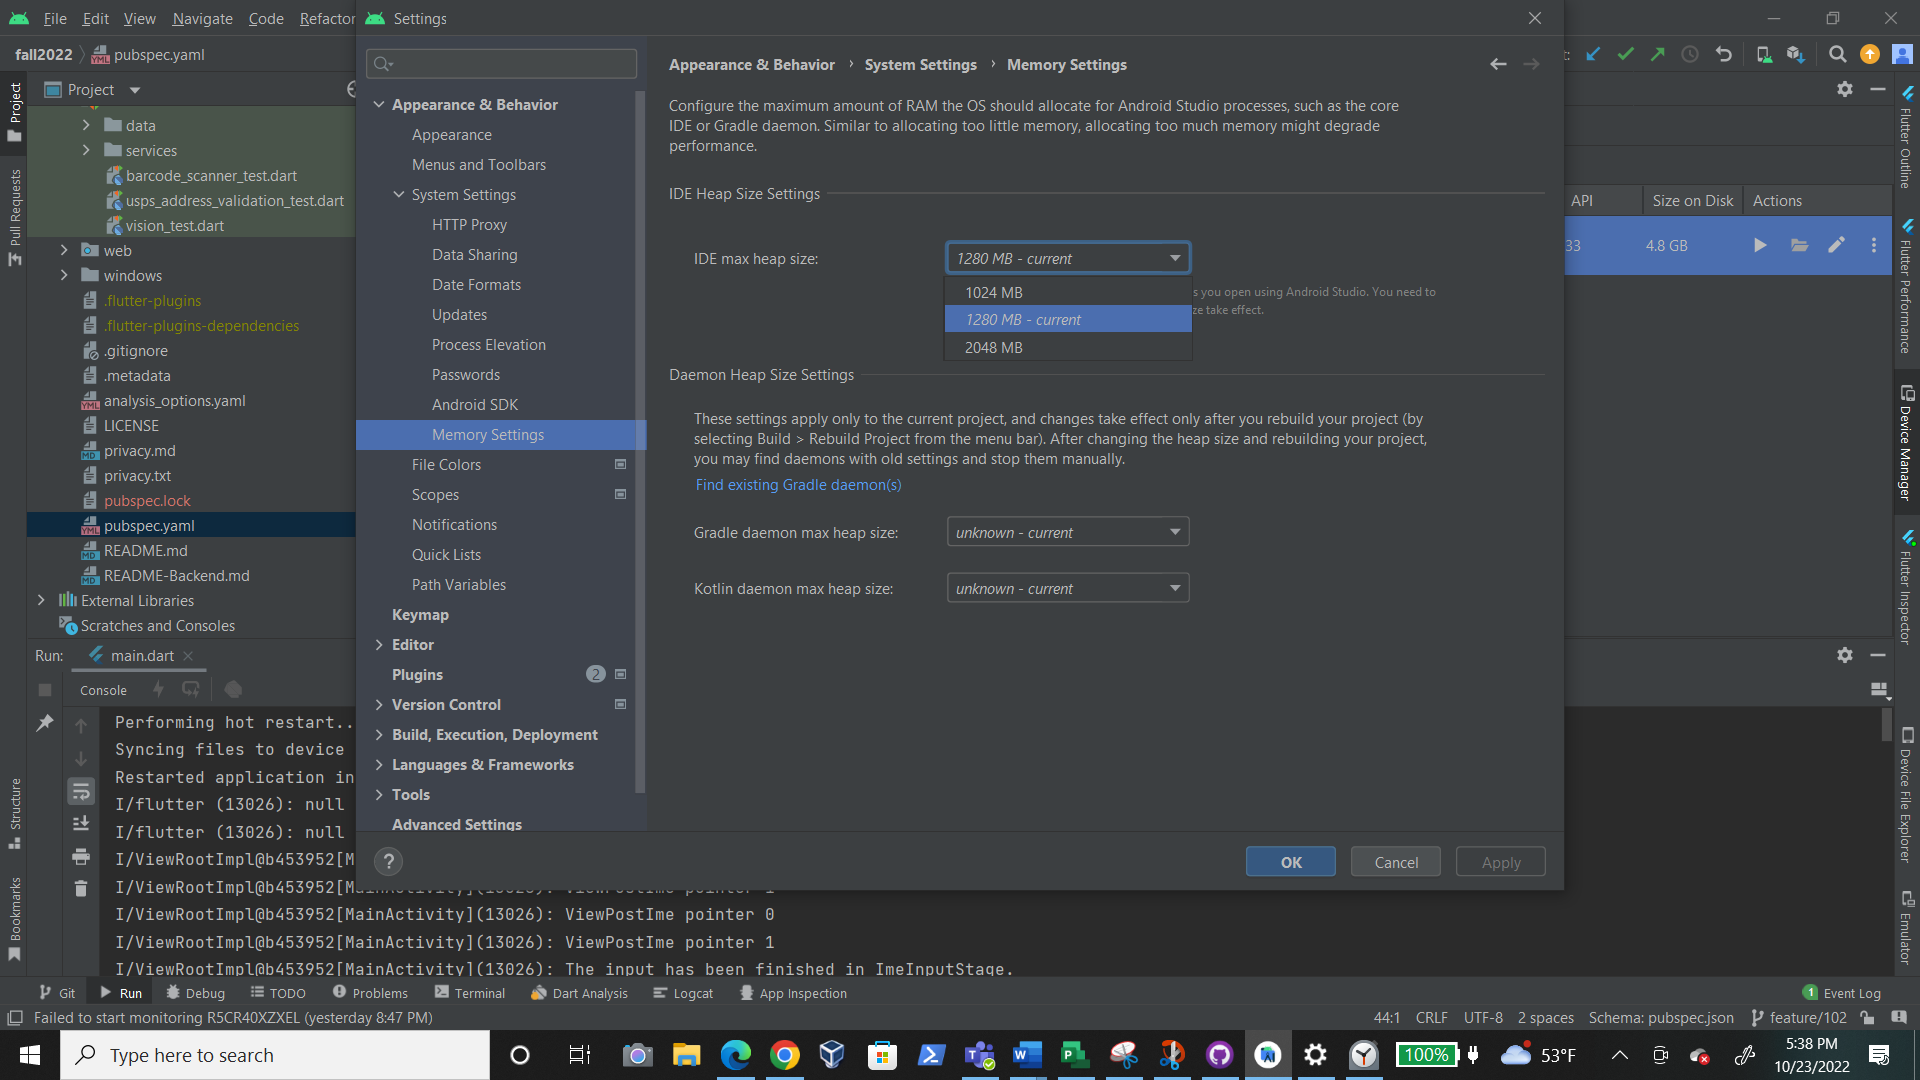 File Edit View Navigate Code Refactor
Settings
fall2022 pubspec.yaml
Project
data
services
barcode_scanner_test.dart
usps_address_validation_test.dart
vision_test.dart
web
windows
.flutter-plugins
.flutter-plugins-dependencies
.gitignore
.metadata
analysis_options.yaml
LICENSE
privacy.md
privacy.txt
pubspec.lock
pubspec.yaml
README.md
README-Backend.md
External Libraries
Scratches and Consoles
Project
Pull Requests
Structure
Bookmarks
Appearance & Behavior
Appearance
Menus and Toolbars
System Settings
HTTP Proxy
Data Sharing
Date Formats
Updates
Process Elevation
Passwords
Android SDK
Memory Settings
File Colors
Scopes
Notifications
Quick Lists
Path Variables
Keymap
Editor
Plugins 2
Version Control
Build, Execution, Deployment
Languages & Frameworks
Tools
Advanced Settings
Appearance & Behavior › System Settings › Memory Settings
Configure the maximum amount of RAM the OS should allocate for Android Studio processes, such as the core
IDE or Gradle daemon. Similar to allocating too little memory, allocating too much memory might degrade
performance.
IDE Heap Size Settings
IDE max heap size: 1280 MB - current
1024 MB
1280 MB - current
2048 MB
s you open using Android Studio. You need to
ze take effect.
Daemon Heap Size Settings
These settings apply only to the current project, and changes take effect only after you rebuild your project (by
selecting Build > Rebuild Project from the menu bar). After changing the heap size and rebuilding your project,
you may find daemons with old settings and stop them manually.
Find existing Gradle daemon(s)
Gradle daemon max heap size: unknown - current
Kotlin daemon max heap size: unknown - current
? OK Cancel Apply
API Size on Disk Actions
33 4.8 GB
Flutter Outline
Flutter Performance
Device Manager
Flutter Inspector
Device File Explorer
Emulator
Run: main.dart
Console
Performing hot restart..
Syncing files to device
Restarted application in
I/flutter (13026): null
I/flutter (13026): null
I/ViewRootImpl@b453952[M
I/ViewRootImpl@b453952[MainActivity](13026): ViewPostIme pointer 1
I/ViewRootImpl@b453952[MainActivity](13026): ViewPostIme pointer 0
I/ViewRootImpl@b453952[MainActivity](13026): ViewPostIme pointer 1
I/ViewRootImpl@b453952[MainActivity](13026): The input has been finished in ImeInputStage.
Git Run Debug TODO Problems Terminal Dart Analysis Logcat App Inspection 1 Event Log
Failed to start monitoring R5CR40XZXEL (yesterday 8:47 PM) 44:1 CRLF UTF-8 2 spaces Schema: pubspec.json feature/102
Type here to search 100% 53°F 5:38 PM
10/23/2022